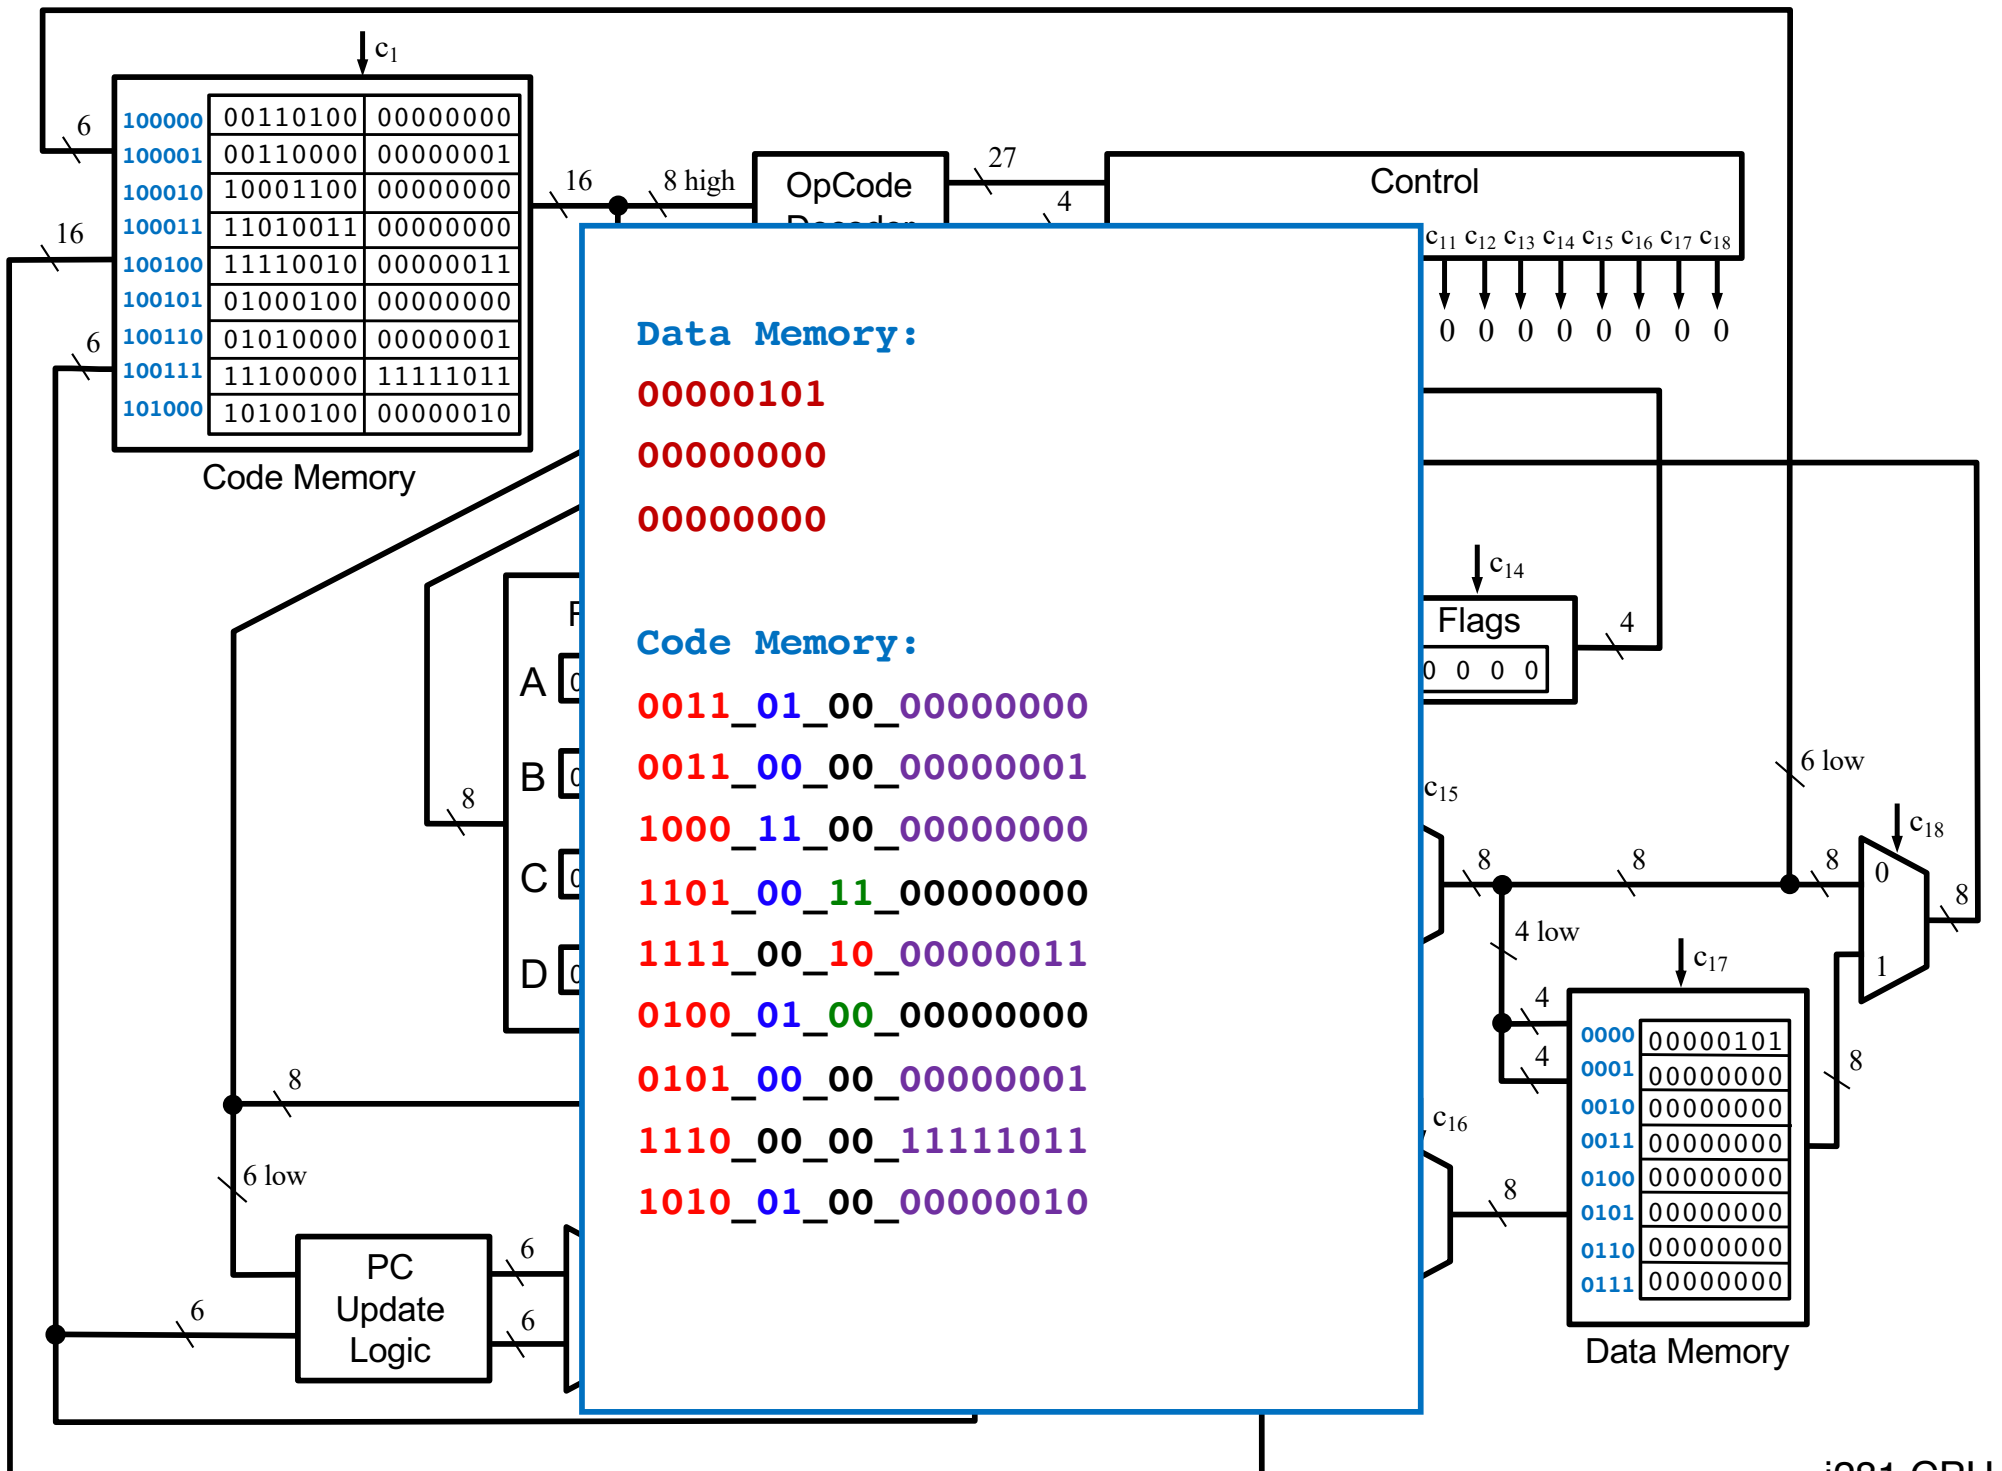 c1
6
16
6
100000 00110100 00000000
100001 00110000 00000001
100010 10001100 00000000
100011 11010011 00000000
100100 11110010 00000011
100101 01000100 00000000
100110 01010000 00000001
100111 11100000 11111011
101000 10100100 00000010
Code Memory
16
8 high
OpCode
27
4
Control
c11 c12 c13 c14 c15 c16 c17 c18
0 0 0 0 0 0 0 0
Data Memory:
00000101
00000000
00000000
Code Memory:
0011_01_00_00000000
0011_00_00_00000001
1000_11_00_00000000
1101_00_11_00000000
1111_00_10_00000011
0100_01_00_00000000
0101_00_00_00000001
1110_00_00_11111011
1010_01_00_00000010
A
B
C
D
8
8
6 low
6
PC
Update
Logic
6
6
c14
Flags
0 0 0 0
4
c15
6 low
8
8
8
c18
0
1
8
4 low
4
4
c17
0000 00000101
0001 00000000
0010 00000000
0011 00000000
0100 00000000
0101 00000000
0110 00000000
0111 00000000
Data Memory
8
c16
8